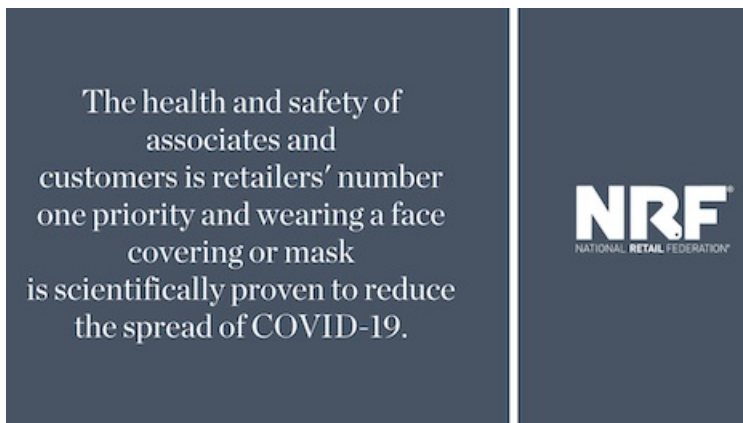 The health and safety of
associates and
customers is retailers' number
one priority and wearing a face
covering or mask
is scientifically proven to reduce
the spread of COVID-19.
NRF®
NATIONAL RETAIL FEDERATION®